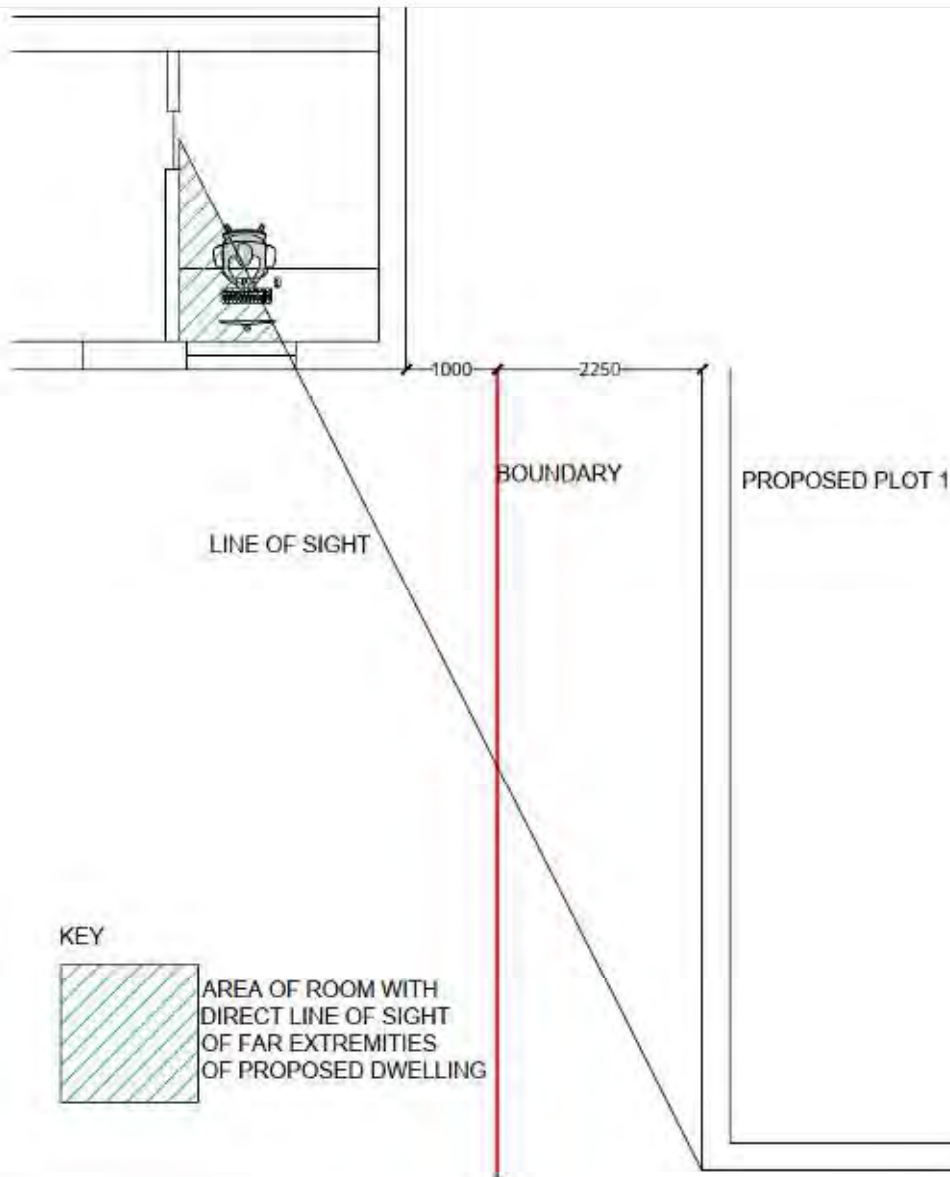 1000
2250
BOUNDARY
PROPOSED PLOT 1
LINE OF SIGHT
KEY
AREA OF ROOM WITH
DIRECT LINE OF SIGHT
OF FAR EXTREMITIES
OF PROPOSED DWELLING